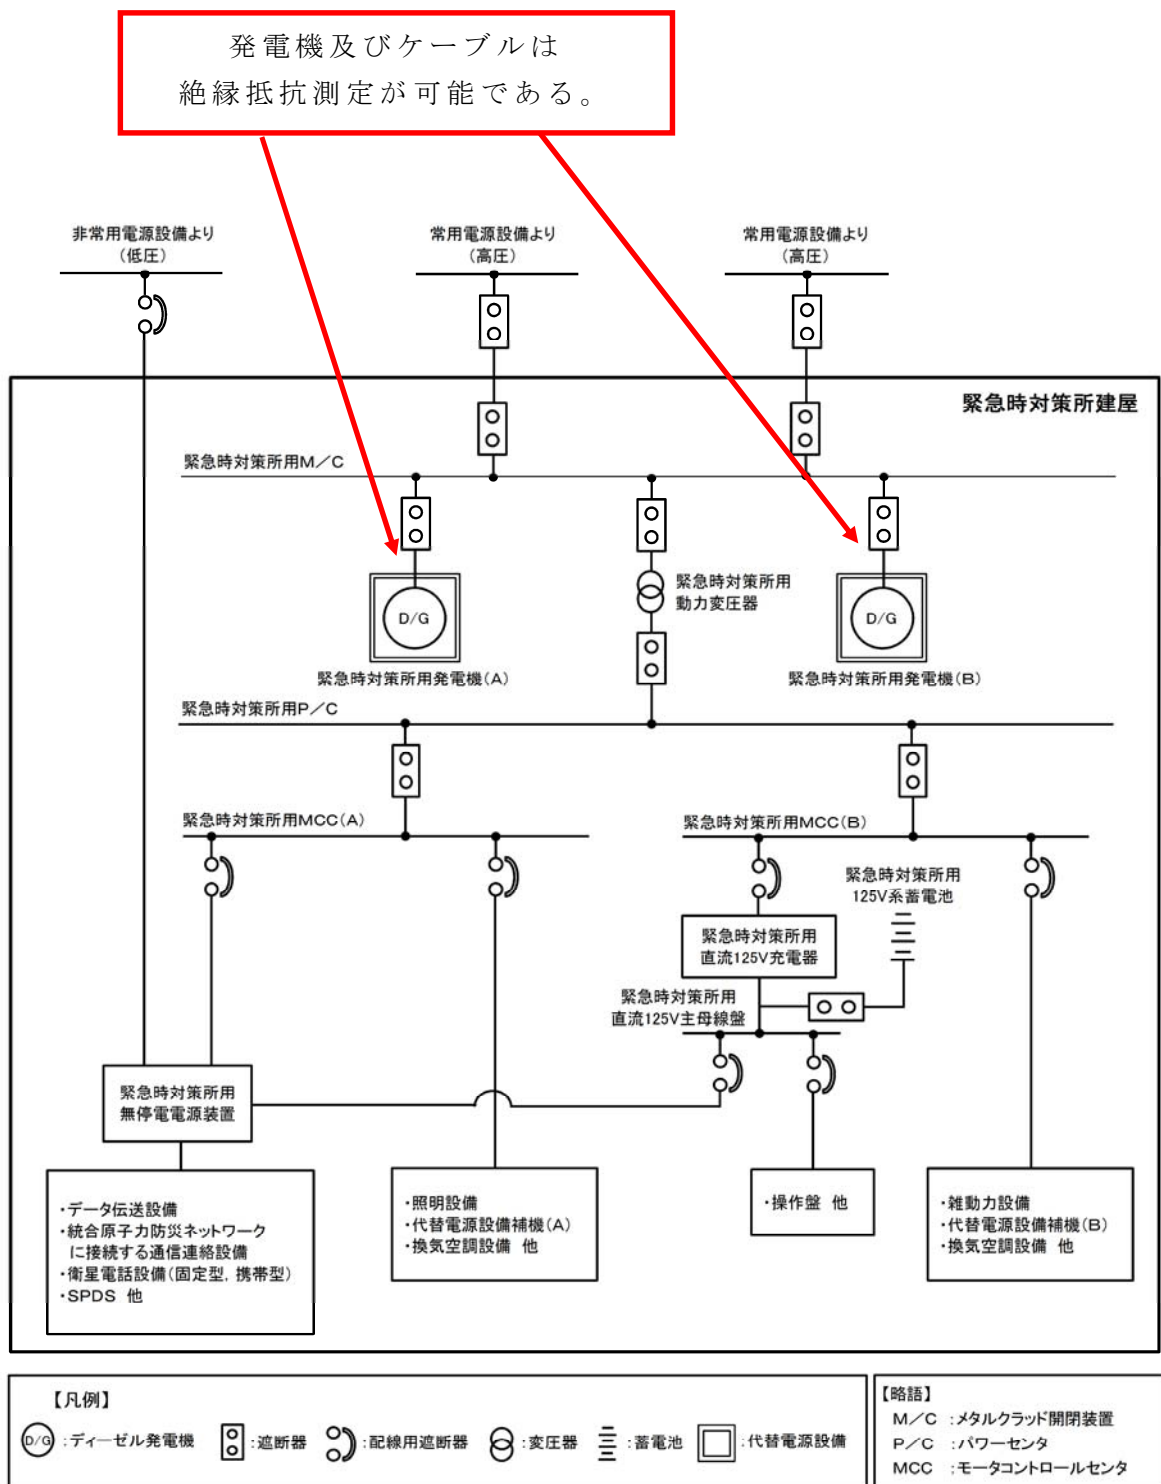 発電機及びケーブルは
絶縁抵抗測定が可能である。
非常用電源設備より
(低圧)
常用電源設備より
(高圧)
常用電源設備より
(高圧)
緊急時対策所建屋
緊急時対策所用M／C
緊急時対策所用
動力変圧器
D/G
D/G
緊急時対策所用発電機(A)
緊急時対策所用発電機(B)
緊急時対策所用P／C
緊急時対策所用MCC(A)
緊急時対策所用MCC(B)
緊急時対策所用
125V系蓄電池
緊急時対策所用
直流125V充電器
緊急時対策所用
直流125V主母線盤
緊急時対策所用
無停電電源装置
・データ伝送設備
・統合原子力防災ネットワーク
に接続する通信連絡設備
・衛星電話設備(固定型，携帯型)
・SPDS 他
・照明設備
・代替電源設備補機(A)
・換気空調設備 他
・操作盤 他
・雑動力設備
・代替電源設備補機(B)
・換気空調設備 他
【凡例】
D/G :ディーゼル発電機 :遮断器 :配線用遮断器 :変圧器 :蓄電池 :代替電源設備
【略語】
M／C :メタルクラッド開閉装置
P／C :パワーセンタ
MCC :モータコントロールセンタ